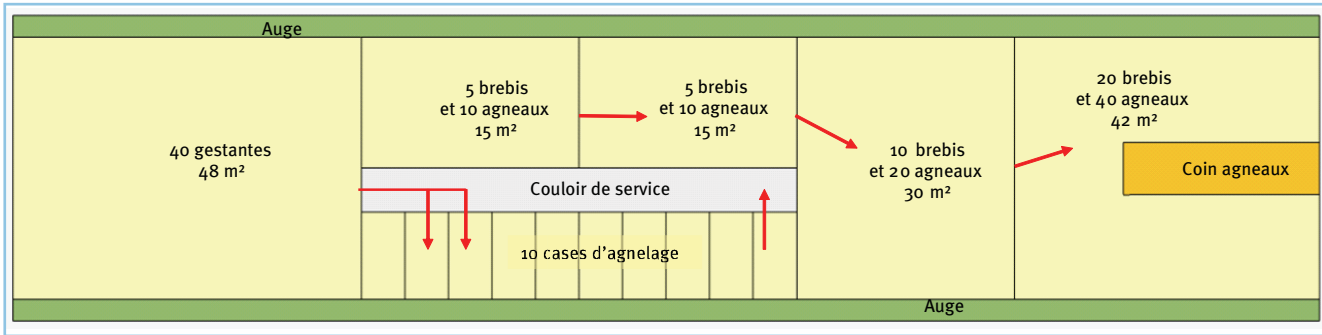 Auge
40 gestantes
48 m²
5 brebis
et 10 agneaux
15 m²
5 brebis
et 10 agneaux
15 m²
Couloir de service
10 cases d'agnelage
10 brebis
et 20 agneaux
30 m²
20 brebis
et 40 agneaux
42 m²
Coin agneaux
Auge